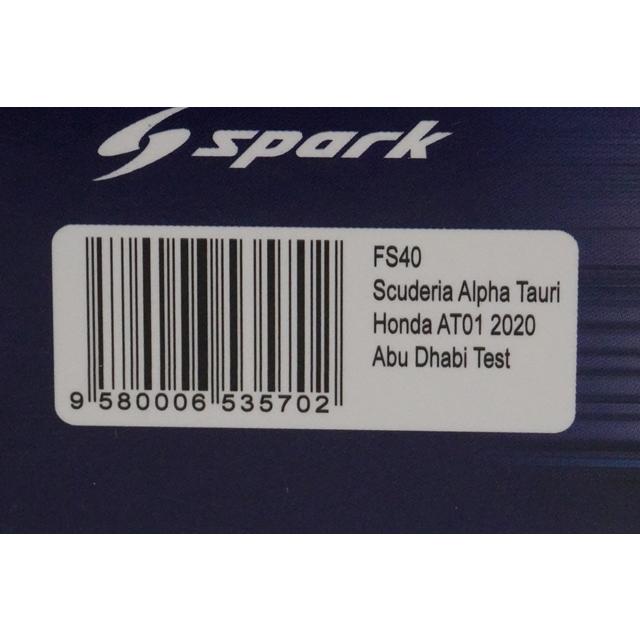 spark
FS40
Scuderia Alpha Tauri
Honda AT01 2020
Abu Dhabi Test
9 580006 535702